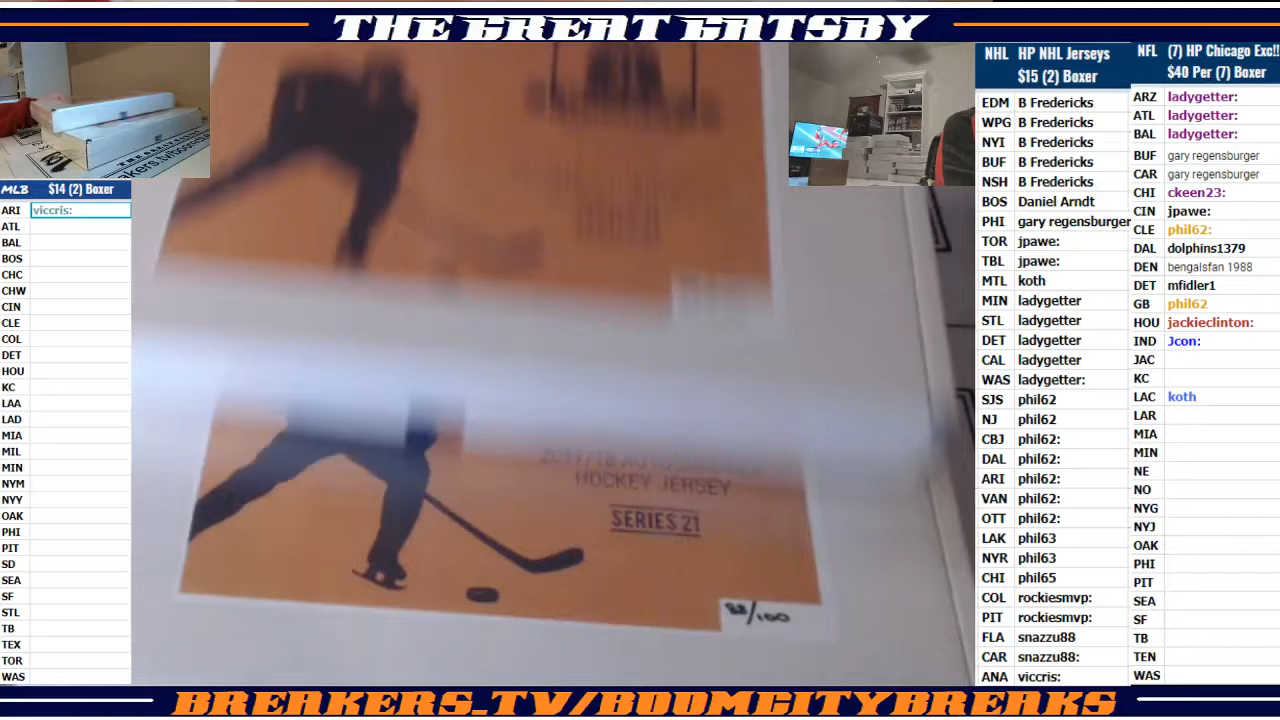 THE GREAT GATSBY
MLB $14 (2) Boxer
ARI viccris:
ATL
BAL
BOS
CHC
CHW
CIN
CLE
COL
DET
HOU
KC
LAA
LAD
MIA
MIL
MIN
NYM
NYY
OAK
PHI
PIT
SD
SEA
SF
STL
TB
TEX
TOR
WAS
HOCKEY JERSEY
SERIES 21
/100
NHL HP NHL Jerseys
$15 (2) Boxer
EDM B Fredericks
WPG B Fredericks
NYI B Fredericks
BUF B Fredericks
NSH B Fredericks
BOS Daniel Arndt
PHI gary regensburger
TOR jpawe:
TBL jpawe:
MTL koth
MIN ladygetter
STL ladygetter
DET ladygetter
CAL ladygetter
WAS ladygetter:
SJS phil62
NJ phil62
CBJ phil62:
DAL phil62:
ARI phil62:
VAN phil62:
OTT phil62:
LAK phil63
NYR phil63
CHI phil65
COL rockiesmvp:
PIT rockiesmvp:
FLA snazzu88
CAR snazzu88:
ANA viccris:
NFL (7) HP Chicago Exc!!
$40 Per (7) Boxer
ARZ ladygetter:
ATL ladygetter:
BAL ladygetter:
BUF gary regensburger
CAR gary regensburger
CHI ckeen23:
CIN jpawe:
CLE phil62:
DAL dolphins1379
DEN bengalsfan 1988
DET mfidler1
GB phil62
HOU jackieclinton:
IND Jcon:
JAC
KC
LAC koth
LAR
MIA
MIN
NE
NO
NYG
NYJ
OAK
PHI
PIT
SEA
SF
TB
TEN
WAS
BREAKERS.TV/BOOMCITYBREAKS